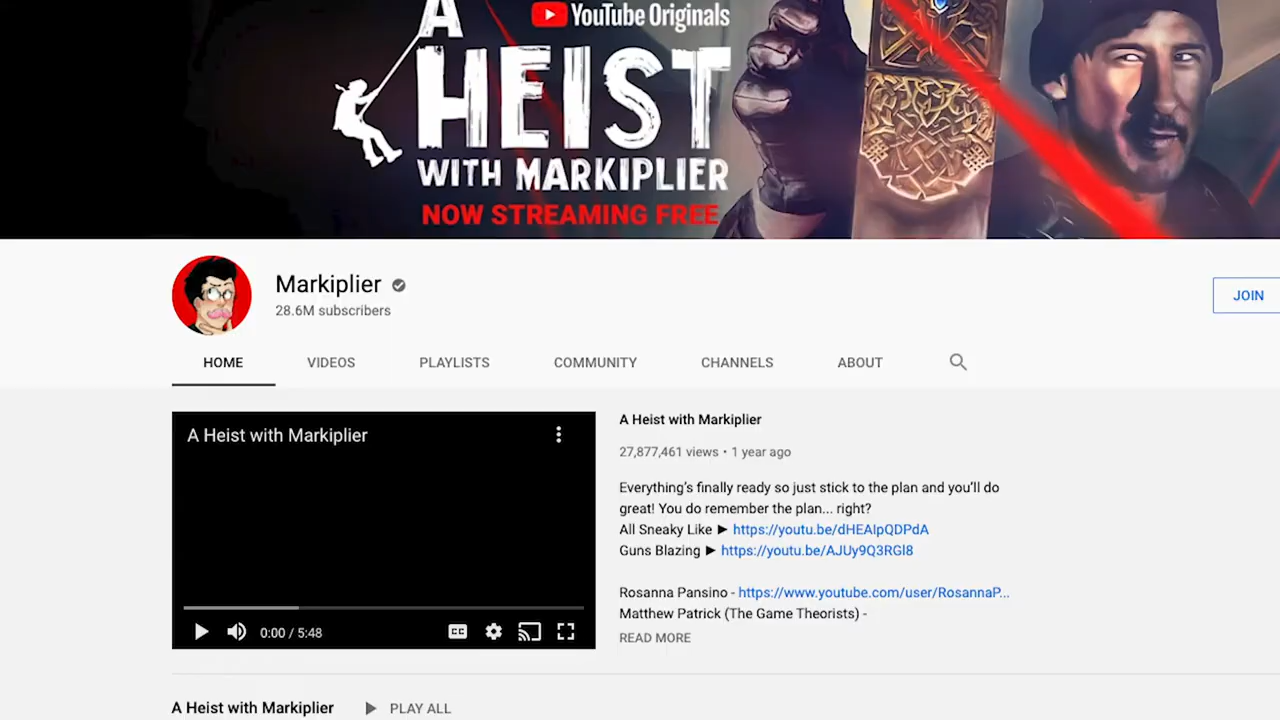 A
YouTube Originals
HEIST
WITH MARKIPLIER
NOW STREAMING FREE
Markiplier
28.6M subscribers
JOIN
HOME VIDEOS PLAYLISTS COMMUNITY CHANNELS ABOUT
A Heist with Markiplier
0:00 / 5:48
CC
A Heist with Markiplier
27,877,461 views • 1 year ago
Everything's finally ready so just stick to the plan and you'll do
great! You do remember the plan... right?
All Sneaky Like ► https://youtu.be/dHEAIpQDPdA
Guns Blazing ► https://youtu.be/AJUy9Q3RGl8
Rosanna Pansino - https://www.youtube.com/user/RosannaP...
Matthew Patrick (The Game Theorists) -
READ MORE
A Heist with Markiplier PLAY ALL